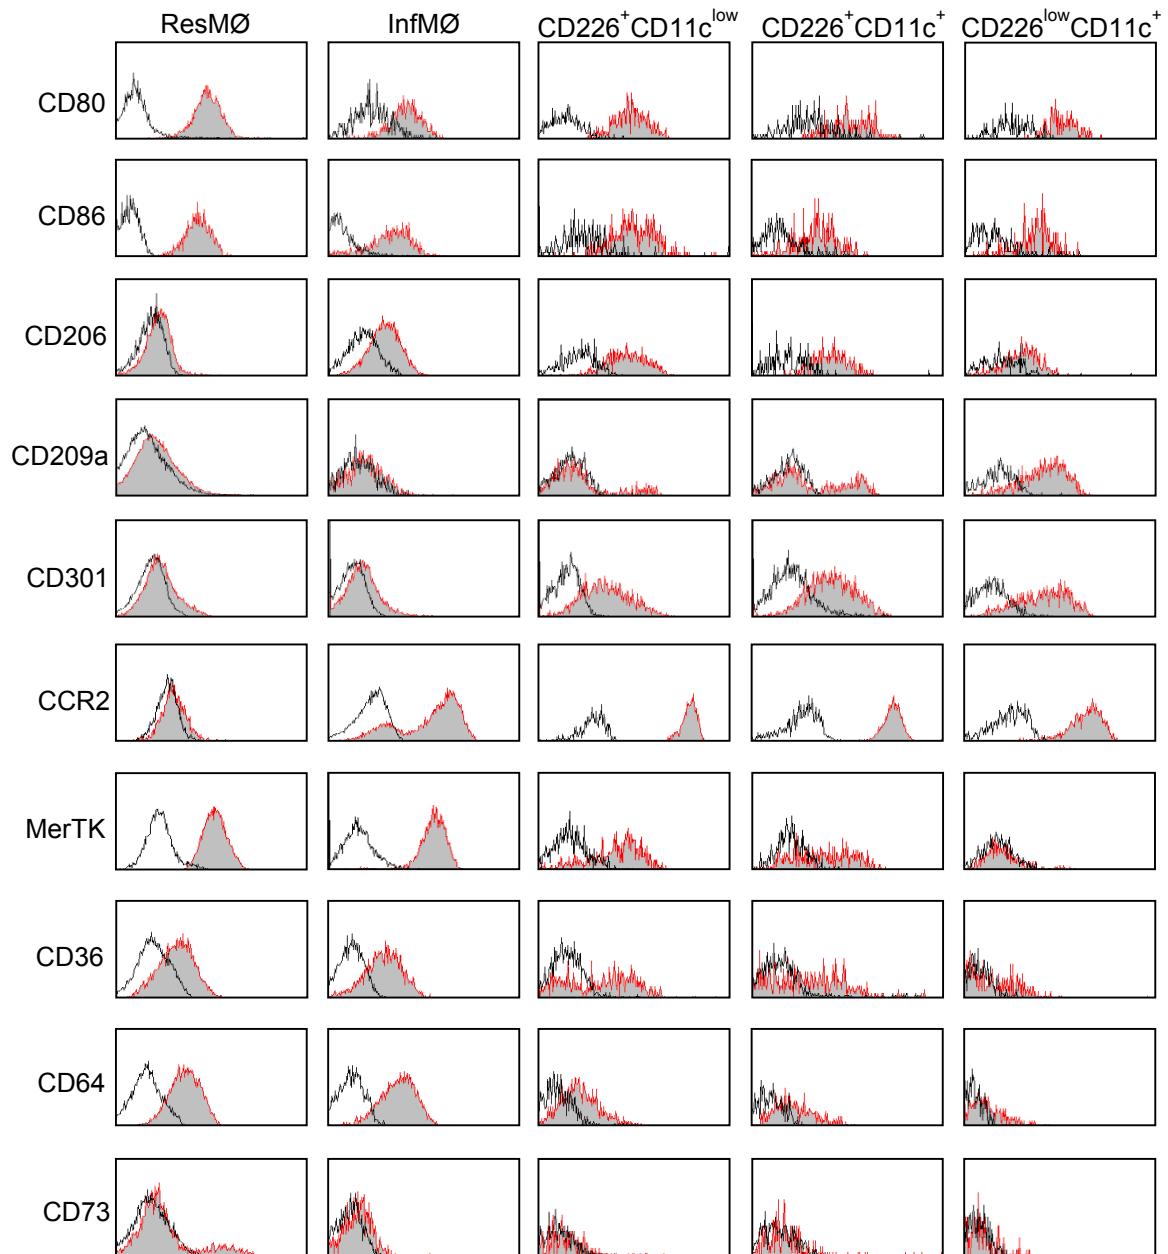 ResMØ InfMØ CD226+CD11clow CD226+CD11c+ CD226lowCD11c+
CD80
CD86
CD206
CD209a
CD301
CCR2
MerTK
CD36
CD64
CD73